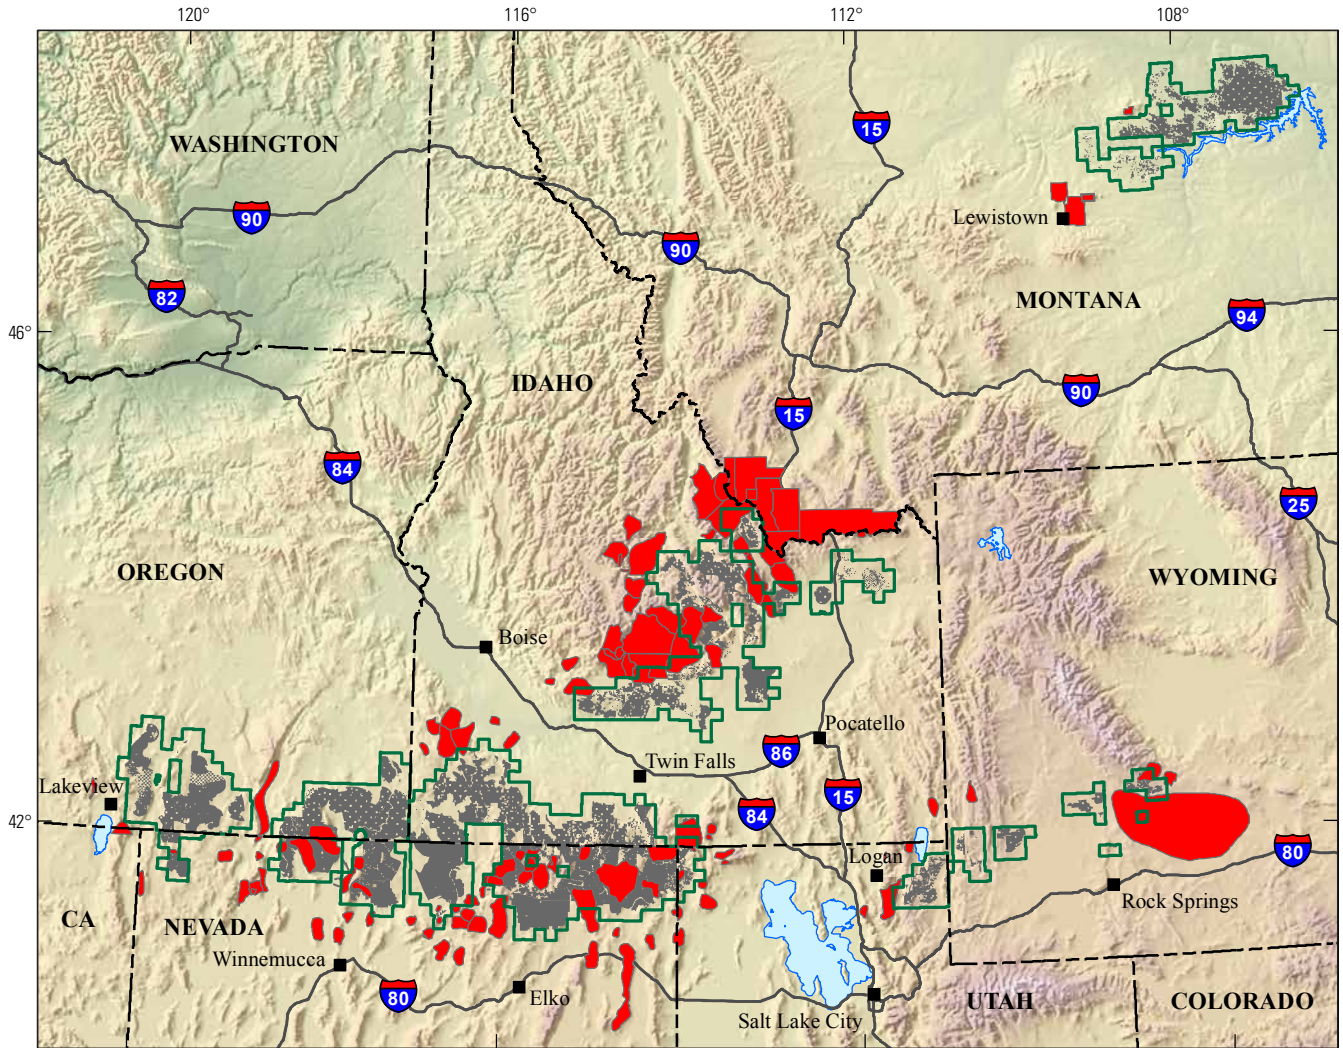 120°
116°
112°
108°
15
WASHINGTON
90
Lewistown
90
82
MONTANA
94
46°
IDAHO
90
15
84
25
OREGON
WYOMING
Boise
Pocatello
86
Twin Falls
Lakeview
15
84
42°
80
Logan
Rock Springs
CA
NEVADA
Winnemucca
80
Elko
UTAH
COLORADO
Salt Lake City